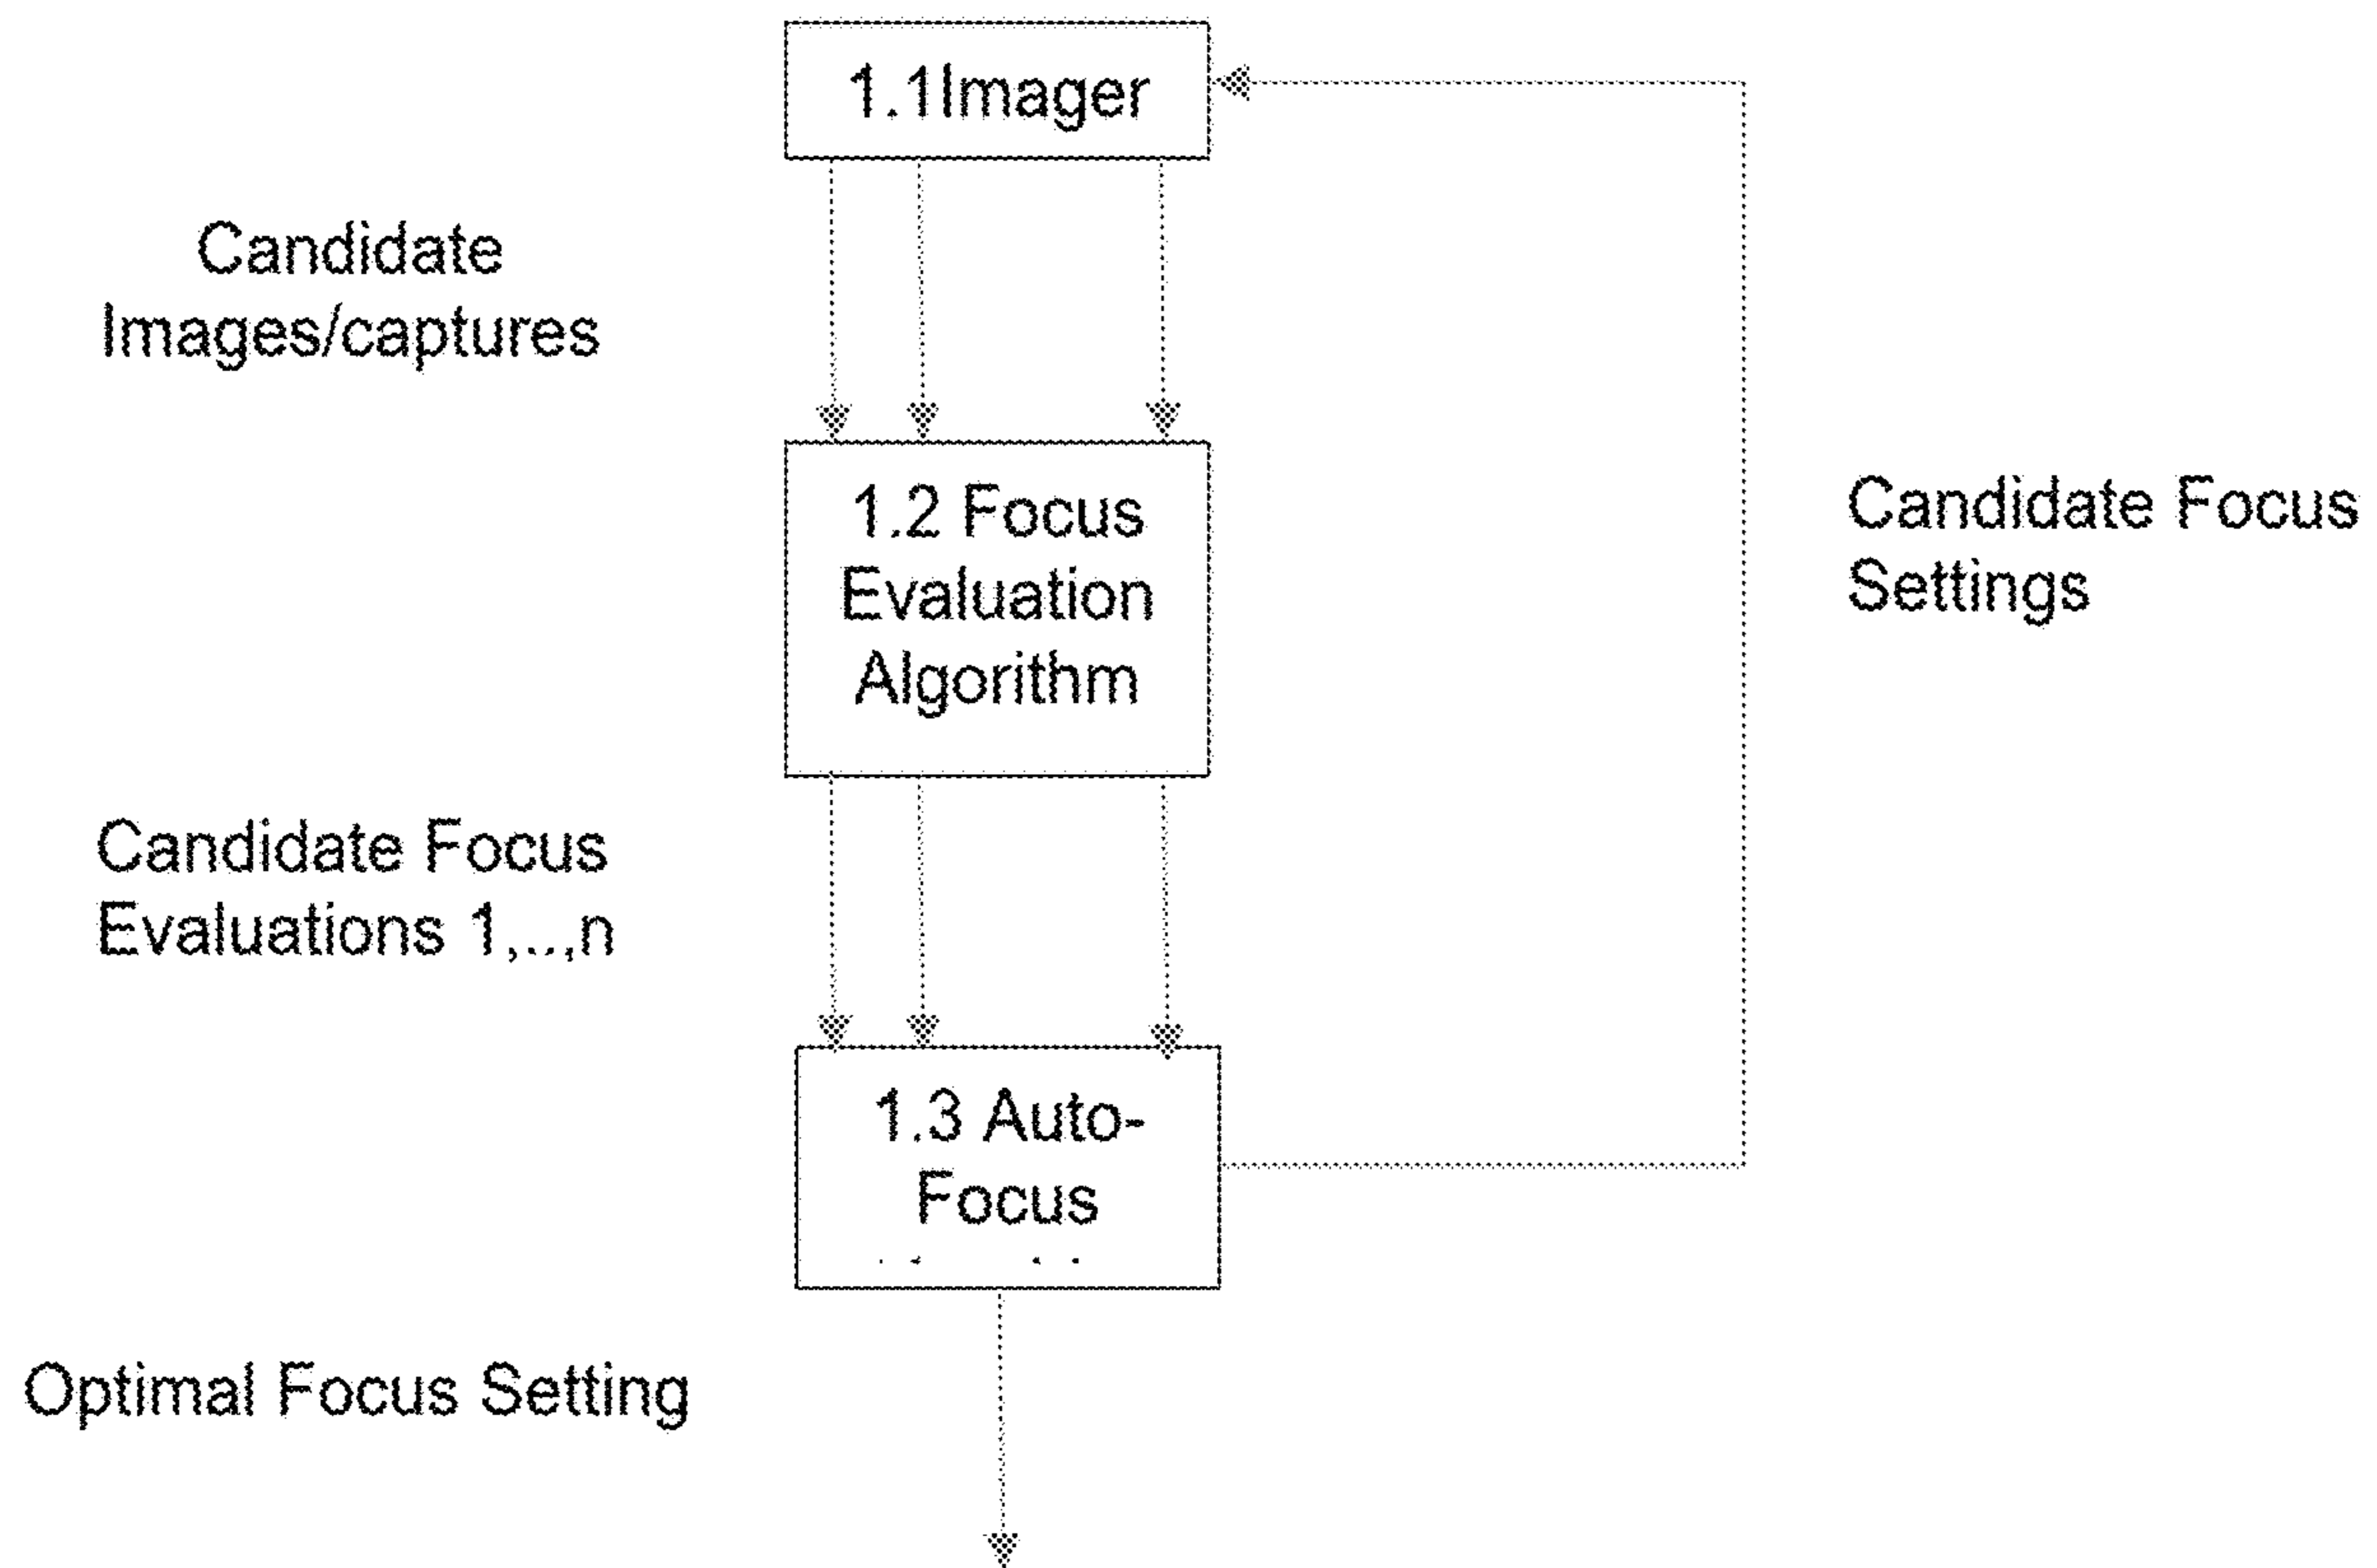 1.1Imager
Candidate
Images/captures
1.2 Focus
Evaluation
Algorithm
Candidate Focus
Settings
Candidate Focus
Evaluations 1,..,n
1.3 Auto-
Focus
Optimal Focus Setting